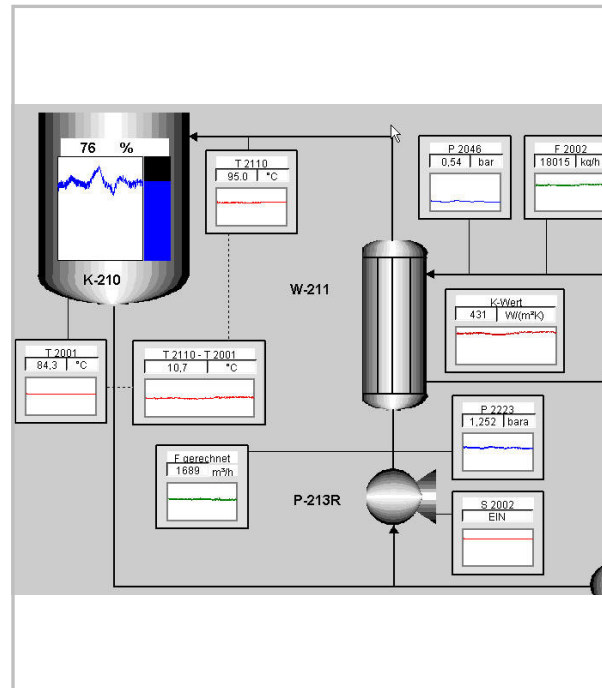 76 %
K-210
T 2110
95.0 °C
P 2046
0,54 bar
F 2002
18015 kg/h
W-211
K-Wert
431 W/(m²K)
T 2001
84,3 °C
T 2110 - T 2001
10,7 °C
P 2223
1,252 bara
F gerechnet
1689 m³/h
P-213R
S 2002
EIN